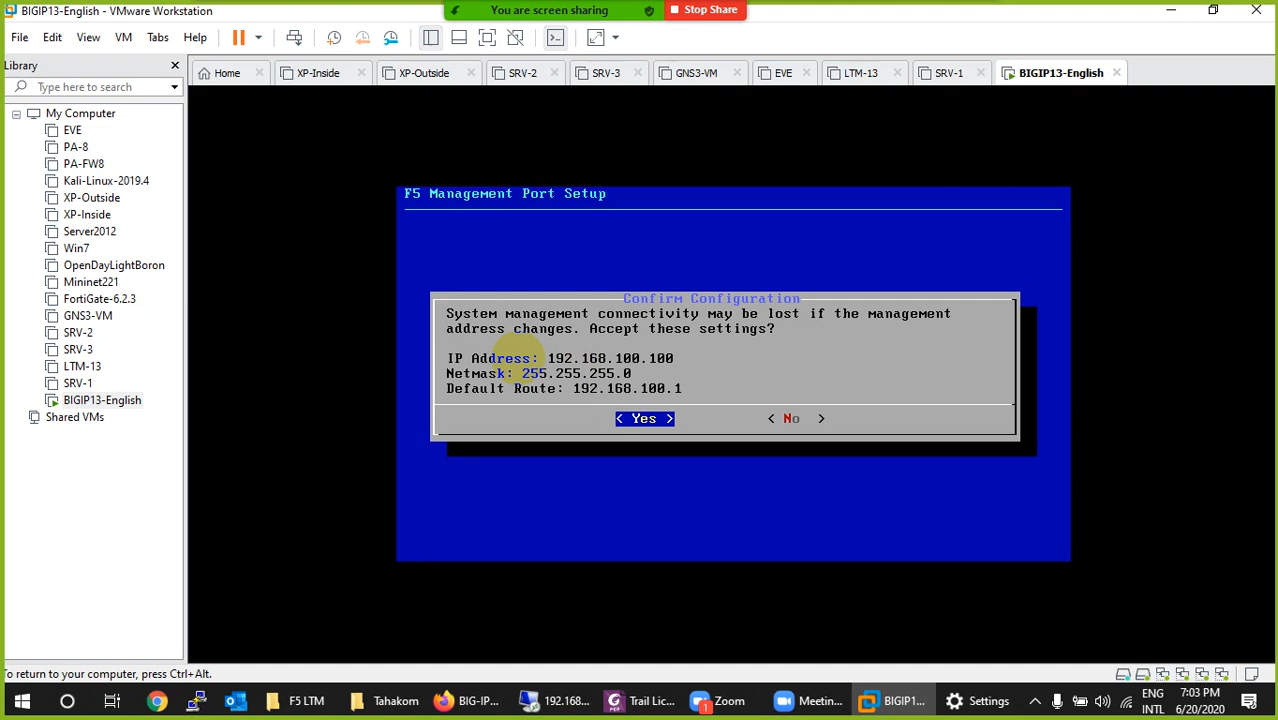 BIGIP13-English - VMware Workstation
You are screen sharing
Stop Share
File Edit View VM Tabs Help
Library
Type here to search
Home
XP-Inside
XP-Outside
SRV-2
SRV-3
GNS3-VM
EVE
LTM-13
SRV-1
BIGIP13-English
My Computer
EVE
PA-8
PA-FW8
Kali-Linux-2019.4
XP-Outside
XP-Inside
Server2012
Win7
OpenDayLightBoron
Mininet221
FortiGate-6.2.3
GNS3-VM
SRV-2
SRV-3
LTM-13
SRV-1
BIGIP13-English
Shared VMs
F5 Management Port Setup
Confirm Configuration
System management connectivity may be lost if the management
address changes. Accept these settings?
IP Address: 192.168.100.100
Netmask: 255.255.255.0
Default Route: 192.168.100.1
< Yes > < No >
To return to your computer, press Ctrl+Alt.
F5 LTM
Tahakom
BIG-IP...
192.168...
Trail Lic...
1
Zoom
Meetin...
BIGIP1...
Settings
ENG
INTL
7:03 PM
6/20/2020